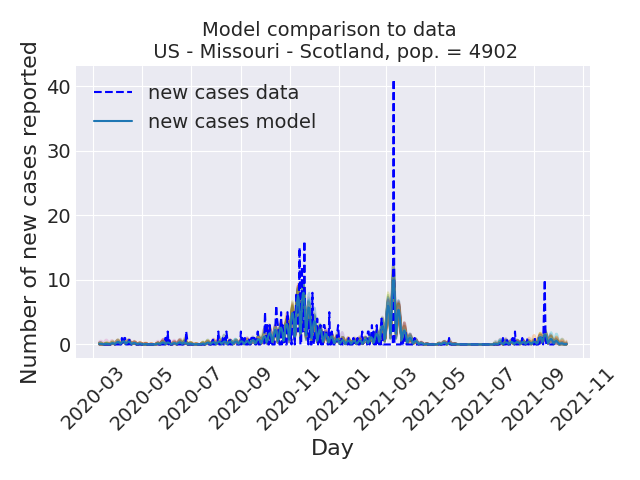 Model comparison to data
US - Missouri - Scotland, pop. = 4902
Number of new cases reported
40
30
20
10
0
new cases data
new cases model
2020-03
2020-05
2020-07
2020-09
2020-11
2021-01
2021-03
2021-05
2021-07
2021-09
2021-11
Day